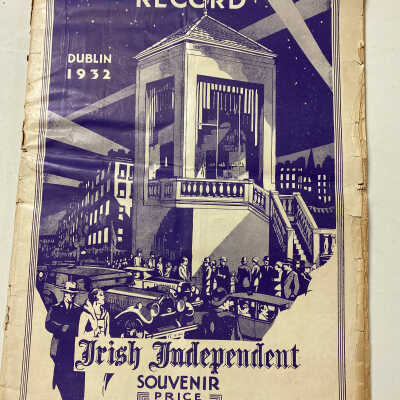 RECORD
DUBLIN
1932
Irish Independent
SOUVENIR
PRICE